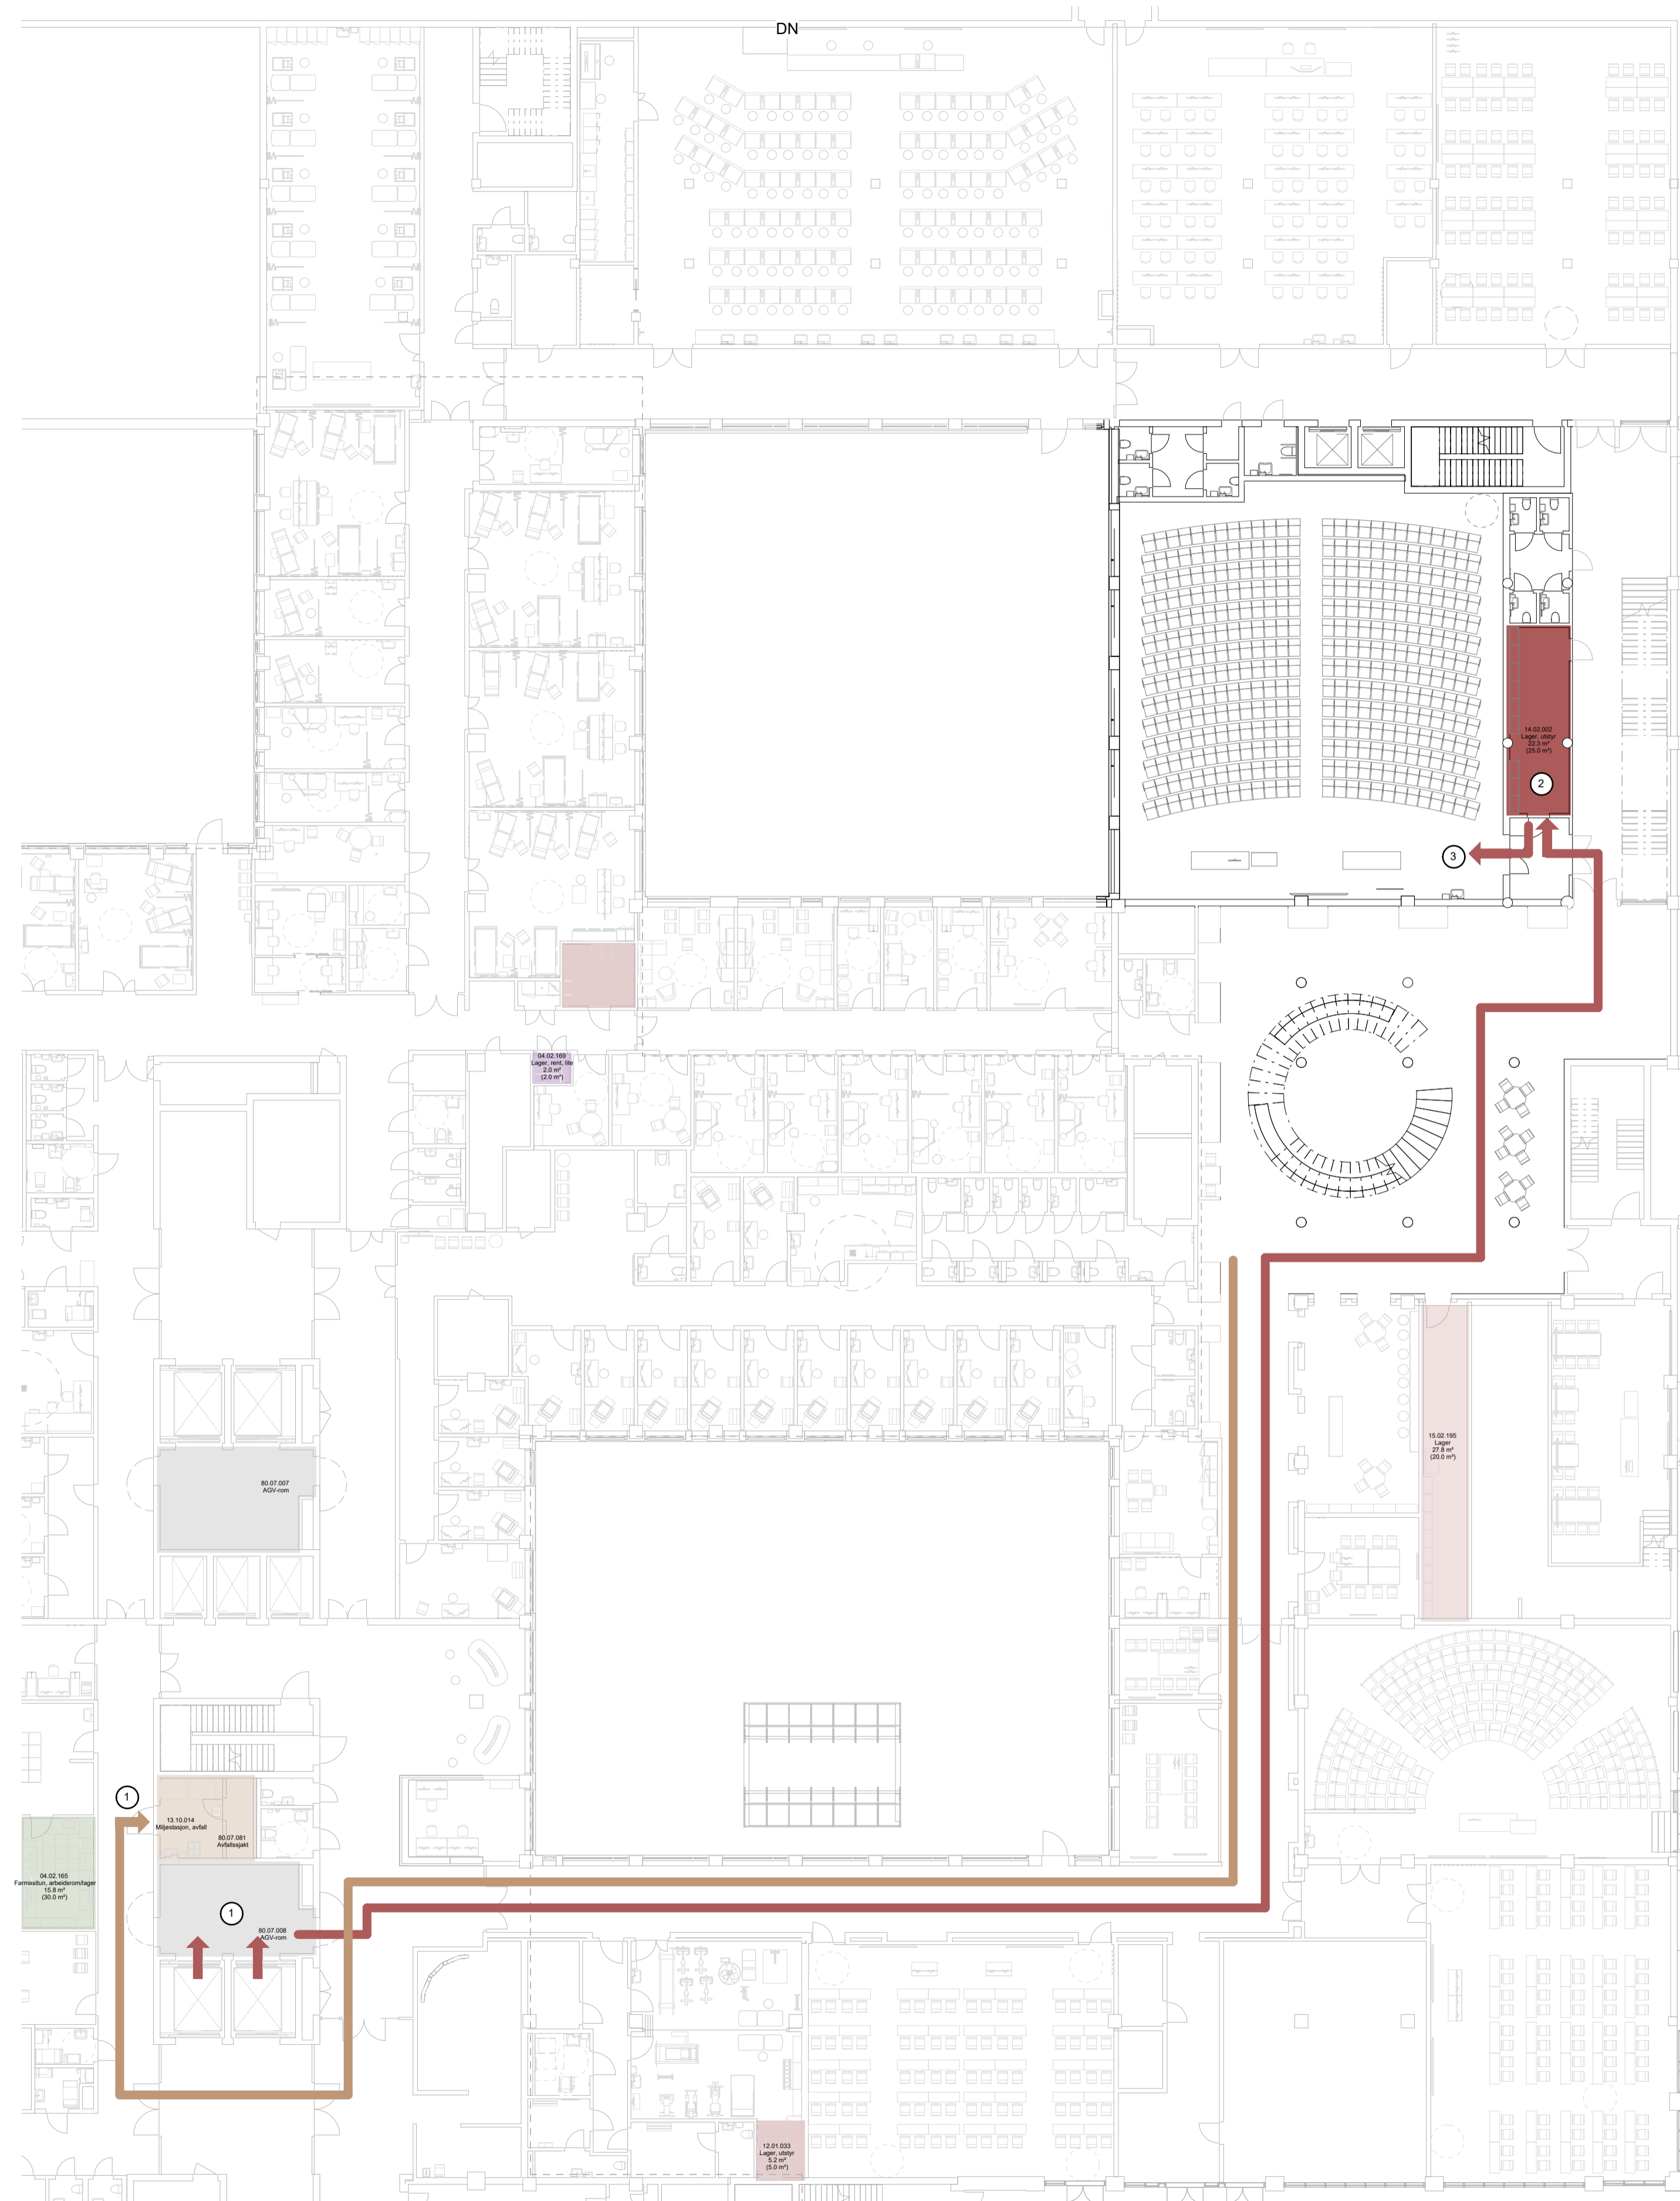 DN
14.02.002
Lager, utstyr
22.3 m²
(25.0 m²)
2
3
04.02.169
Lager, rent, lite
2.0 m²
(2.0 m²)
15.02.195
Lager
27.8 m²
(20.0 m²)
80.07.007
AGV-rom
1
13.10.014
Miljøstasjon, avfall
80.07.081
Avfallssjakt
04.02.165
Farmasitun, arbeidsrom/lager
15.8 m²
(30.0 m²)
1
80.07.008
AGV-rom
12.01.033
Lager, utstyr
5.2 m²
(5.0 m²)